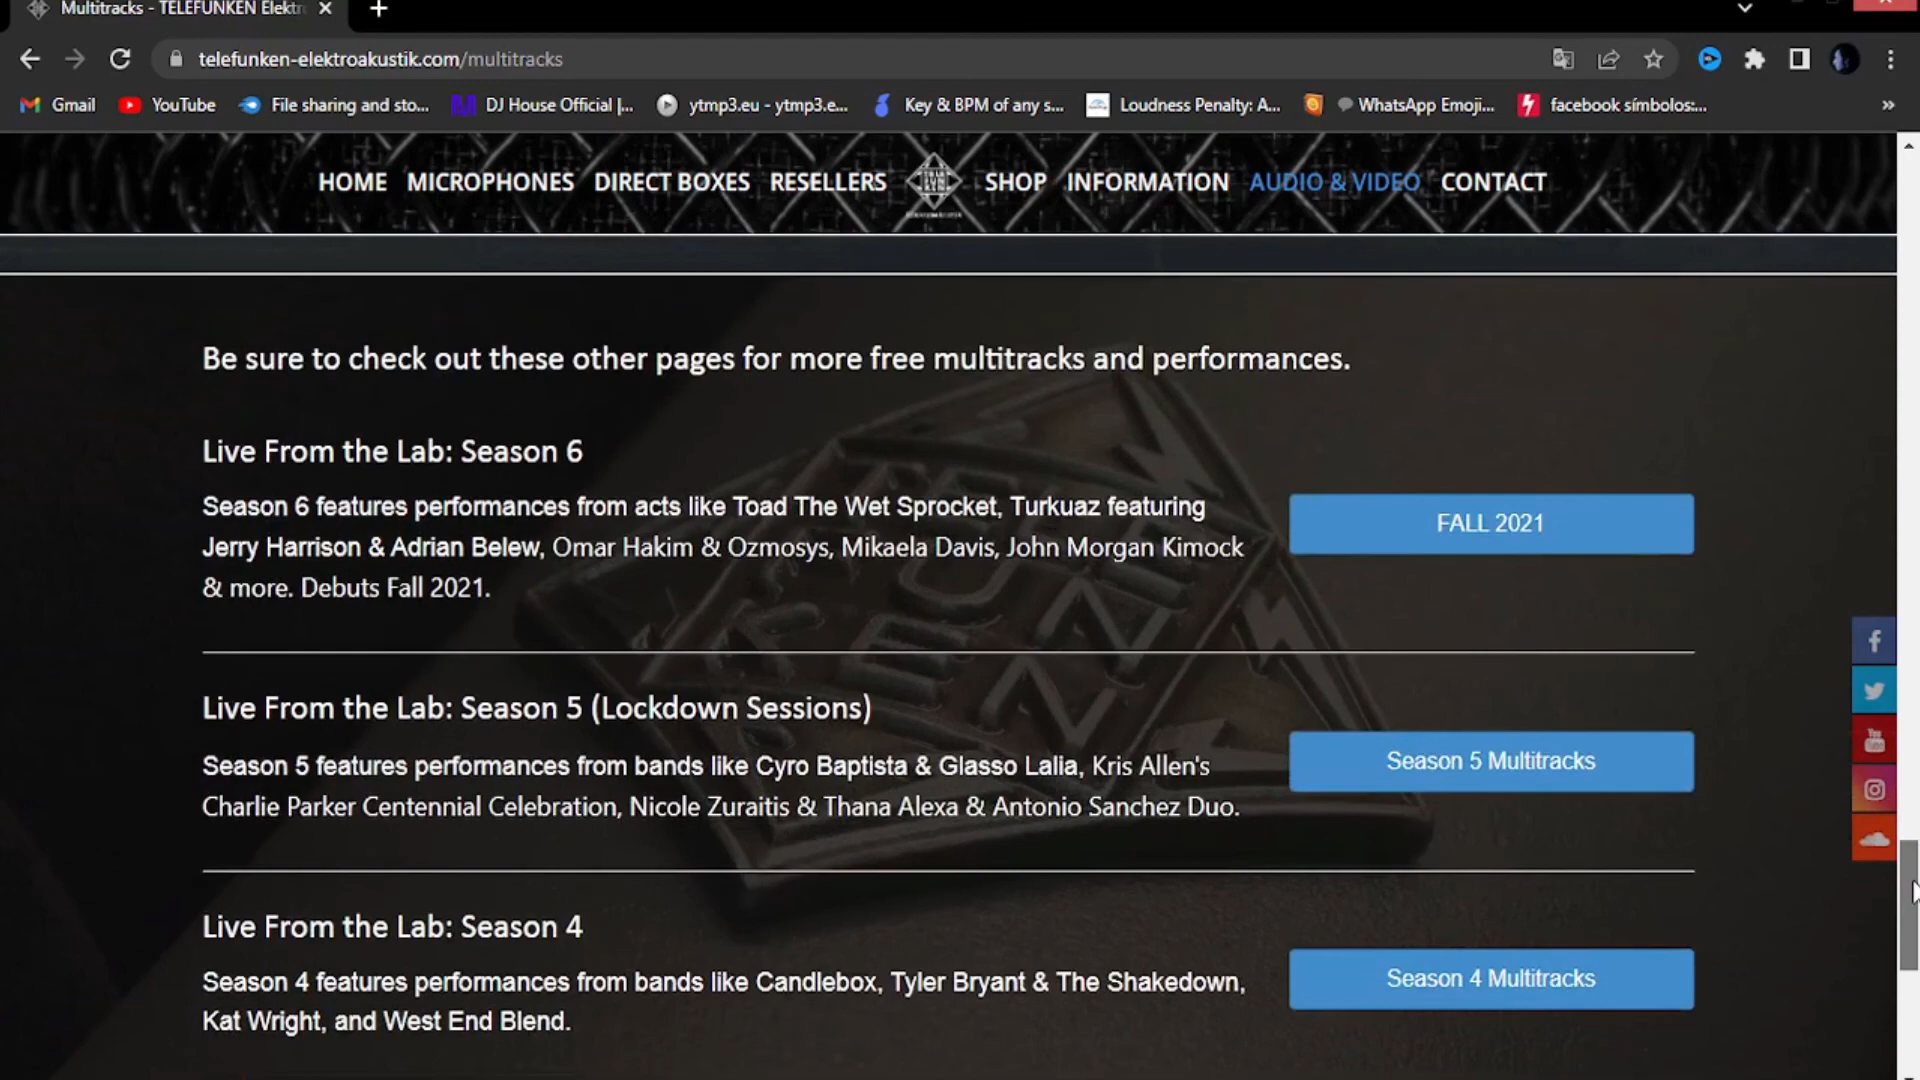 Multitracks - TELEFUNKEN Elektr
telefunken-elektroakustik.com/multitracks
Gmail YouTube File sharing and sto... DJ House Official |... ytmp3.eu - ytmp3.e... Key & BPM of any s... Loudness Penalty: A... WhatsApp Emoji... facebook símbolos:...
HOME MICROPHONES DIRECT BOXES RESELLERS SHOP INFORMATION AUDIO & VIDEO CONTACT
Be sure to check out these other pages for more free multitracks and performances.
Live From the Lab: Season 6
Season 6 features performances from acts like Toad The Wet Sprocket, Turkuaz featuring
Jerry Harrison & Adrian Belew, Omar Hakim & Ozmosys, Mikaela Davis, John Morgan Kimock
& more. Debuts Fall 2021.
FALL 2021
Live From the Lab: Season 5 (Lockdown Sessions)
Season 5 features performances from bands like Cyro Baptista & Glasso Lalia, Kris Allen's
Charlie Parker Centennial Celebration, Nicole Zuraitis & Thana Alexa & Antonio Sanchez Duo.
Season 5 Multitracks
Live From the Lab: Season 4
Season 4 features performances from bands like Candlebox, Tyler Bryant & The Shakedown,
Kat Wright, and West End Blend.
Season 4 Multitracks